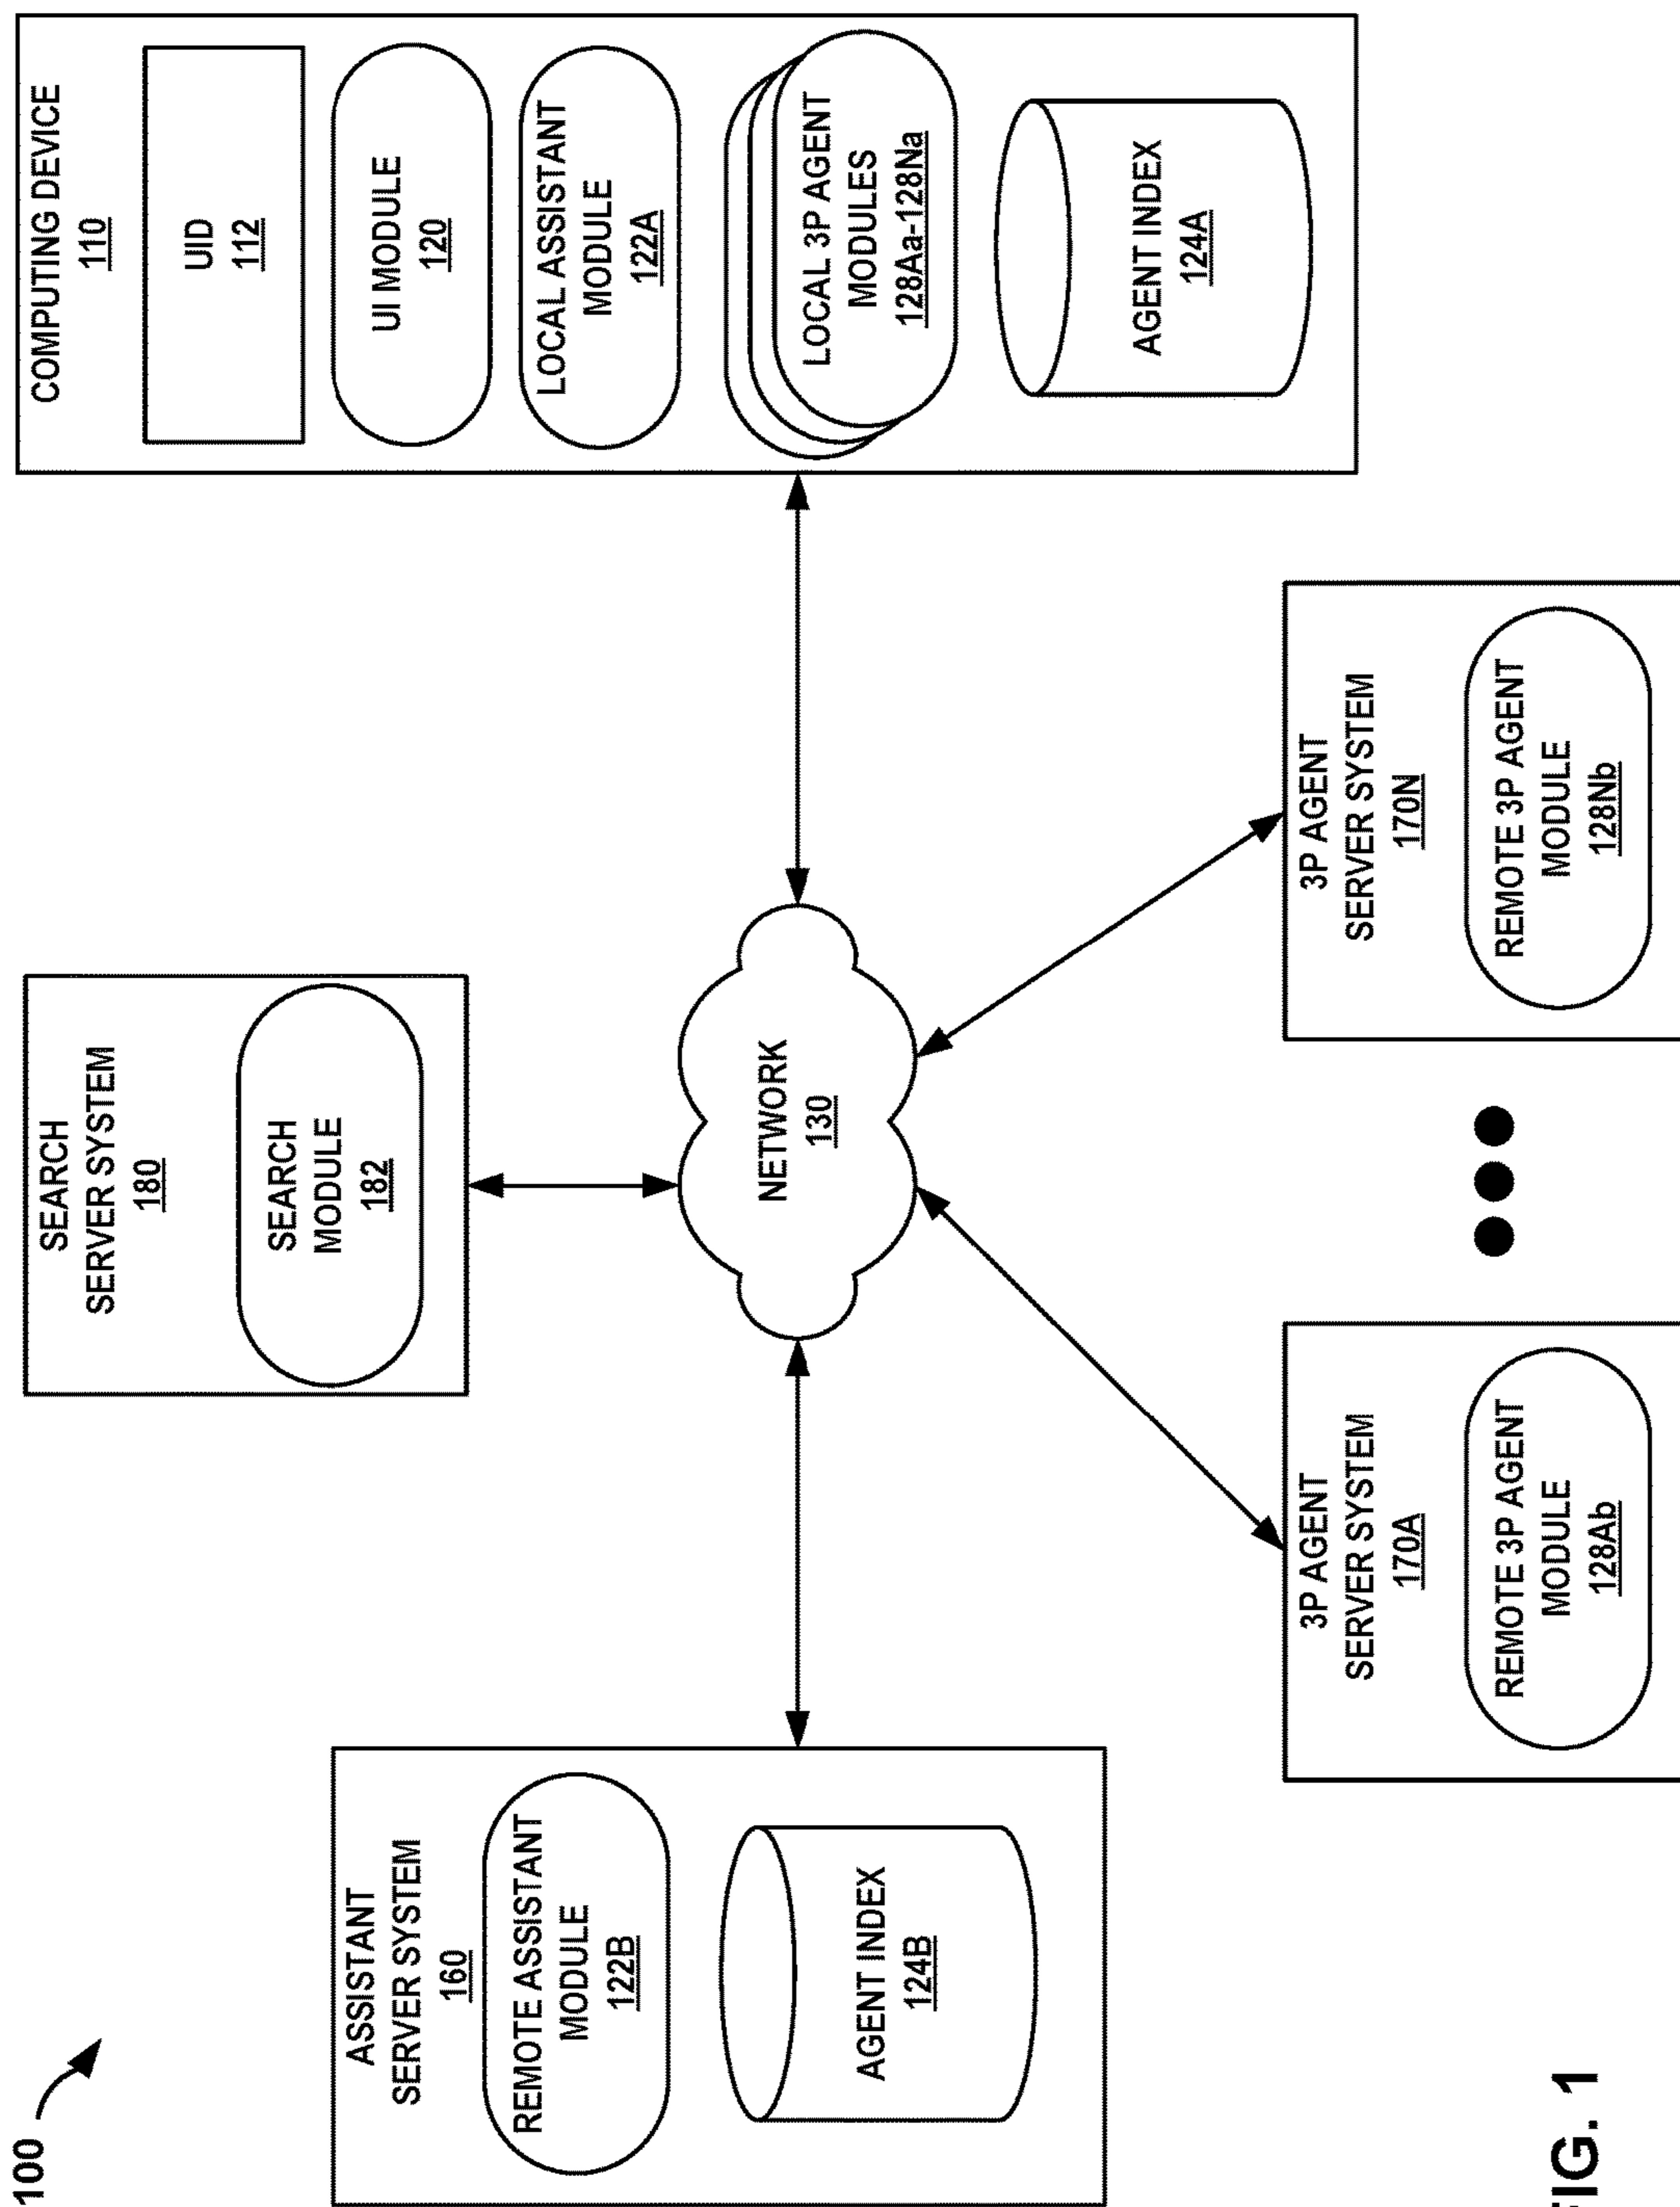 100
ASSISTANT
SERVER SYSTEM
160
REMOTE ASSISTANT
MODULE
122B
AGENT INDEX
124B
SEARCH
SERVER SYSTEM
180
SEARCH
MODULE
182
NETWORK
130
3P AGENT
SERVER SYSTEM
170A
REMOTE 3P AGENT
MODULE
128Ab
3P AGENT
SERVER SYSTEM
170N
REMOTE 3P AGENT
MODULE
128Nb
COMPUTING DEVICE
110
UID
112
UI MODULE
120
LOCAL ASSISTANT
MODULE
122A
LOCAL 3P AGENT
MODULES
128Aa-128Na
AGENT INDEX
124A
FIG. 1